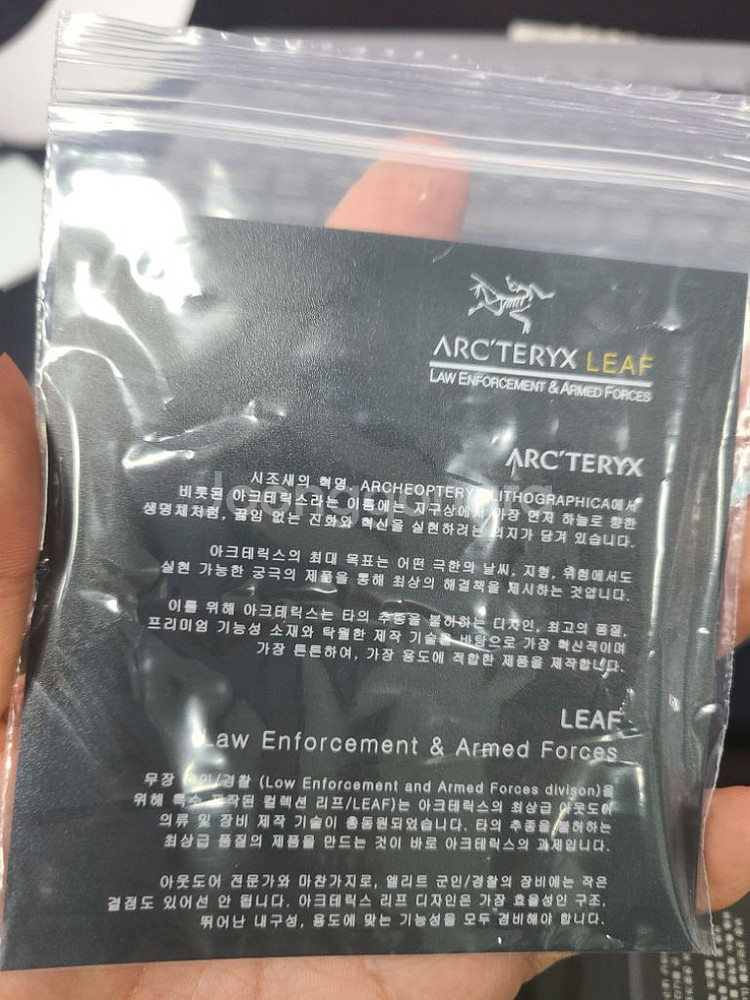 ARC'TERYX LEAF
LAW ENFORCEMENT & ARMED FORCES
ARC'TERYX
시조새의 혁명, ARCHEOPTERYX LITHOGRAPHICA에서
비롯된 아크테릭스라는 이름에는 지구상에서 가장 먼저 하늘로 향한
생명체처럼, 끊임 없는 진화와 혁신을 실현하려는 의지가 담겨 있습니다.
아크테릭스의 최대 목표는 어떤 극한의 날씨, 지형, 위험에서도
실현 가능한 궁극의 제품을 통해 최상의 해결책을 제시하는 것입니다.
이를 위해 아크테릭스는 타의 추종을 불허하는 디자인, 최고의 품질,
프리미엄 기능성 소재와 탁월한 제작 기술을 바탕으로 가장 혁신적이며
가장 튼튼하여, 가장 용도에 적합한 제품을 제작합니다.
LEAF
Law Enforcement & Armed Forces
무장 군인/경찰 (Low Enforcement and Armed Forces divison)을
위해 특수 제작된 컬렉션 리프/LEAF)는 아크테릭스의 최상급 아웃도어
의류 및 장비 제작 기술이 총동원되었습니다. 타의 추종을 불허하는
최상급 품질의 제품을 만드는 것이 바로 아크테릭스의 과제입니다.
아웃도어 전문가와 마찬가지로, 엘리트 군인/경찰의 장비에는 작은
결점도 있어선 안 됩니다. 아크테릭스 리프 디자인은 가장 효율성인 구조,
뛰어난 내구성, 용도에 맞는 기능성을 모두 겸비해야 합니다.